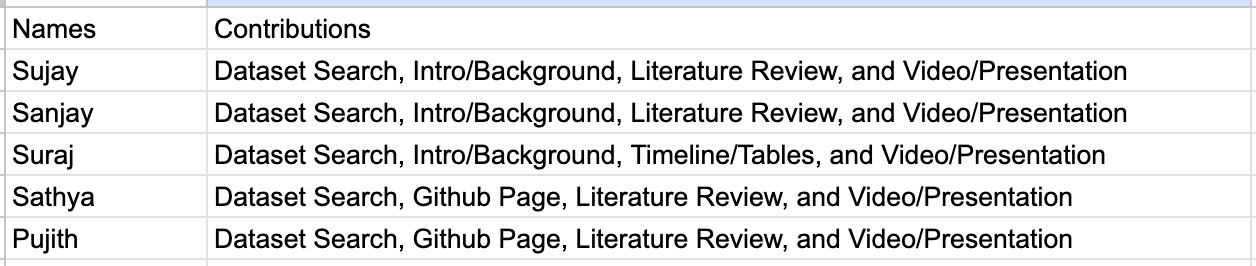 Names Contributions
Sujay Dataset Search, Intro/Background, Literature Review, and Video/Presentation
Sanjay Dataset Search, Intro/Background, Literature Review, and Video/Presentation
Suraj Dataset Search, Intro/Background, Timeline/Tables, and Video/Presentation
Sathya Dataset Search, Github Page, Literature Review, and Video/Presentation
Pujith Dataset Search, Github Page, Literature Review, and Video/Presentation